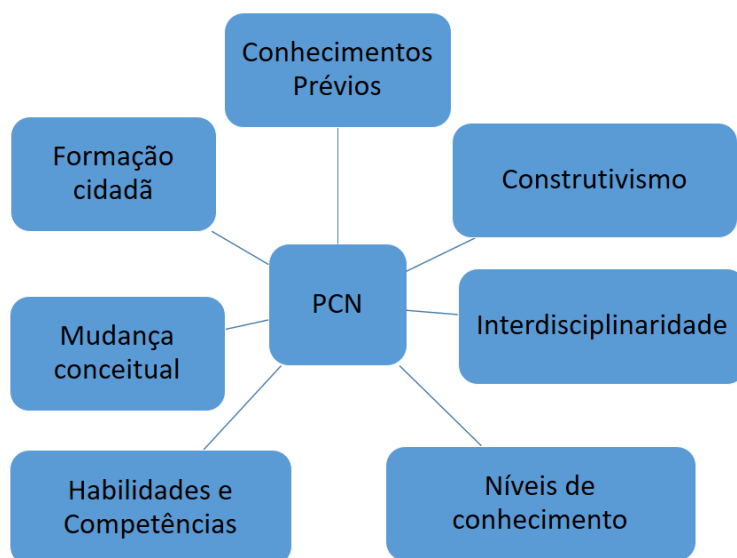 Conhecimentos
Prévios
Formação
cidadã
Construtivismo
PCN
Interdisciplinaridade
Mudança
conceitual
Habilidades e
Competências
Níveis de
conhecimento